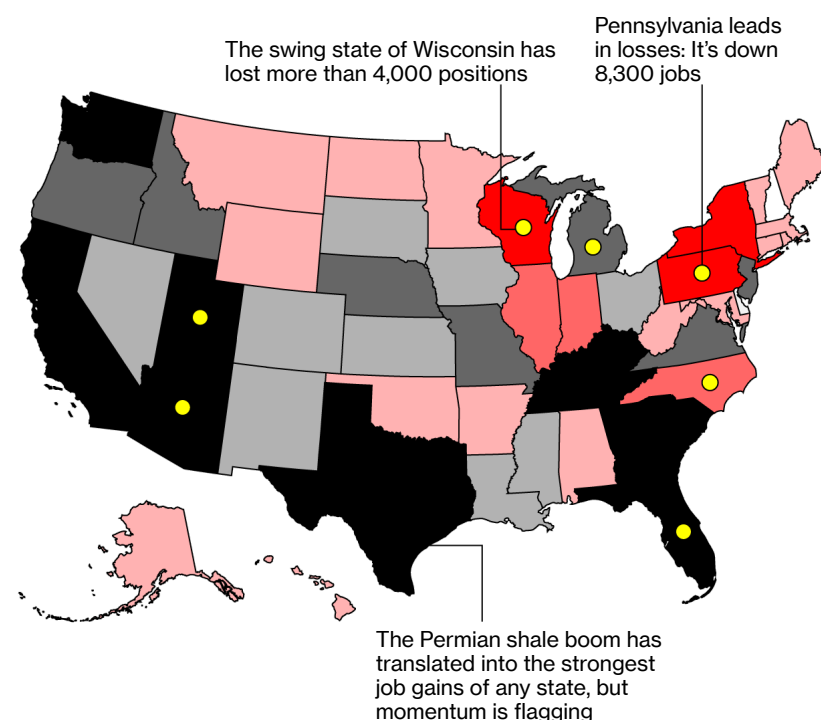 The swing state of Wisconsin has
lost more than 4,000 positions
Pennsylvania leads
in losses: It’s down
8,300 jobs
The Permian shale boom has
translated into the strongest
job gains of any state, but
momentum is flagging